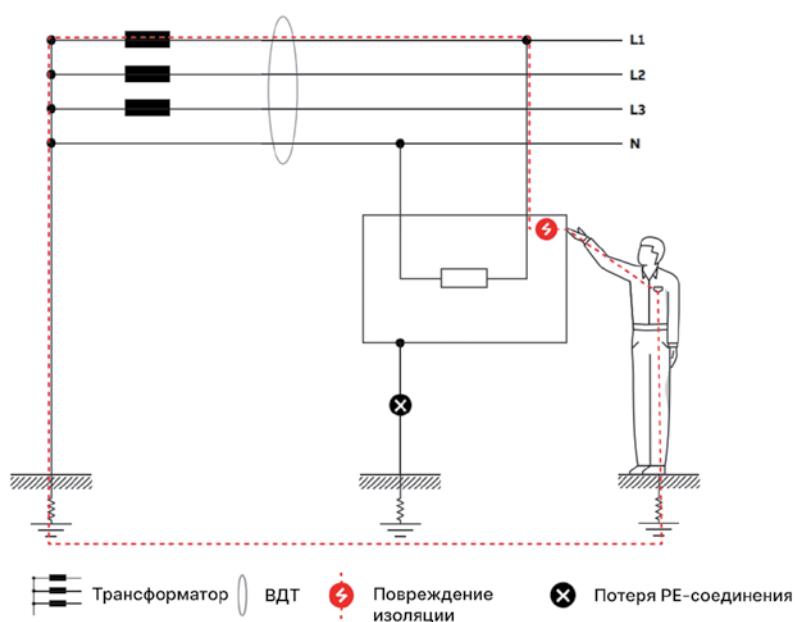 L1
L2
L3
N
Трансформатор
ВДТ
Повреждение
изоляции
Потеря PE-соединения